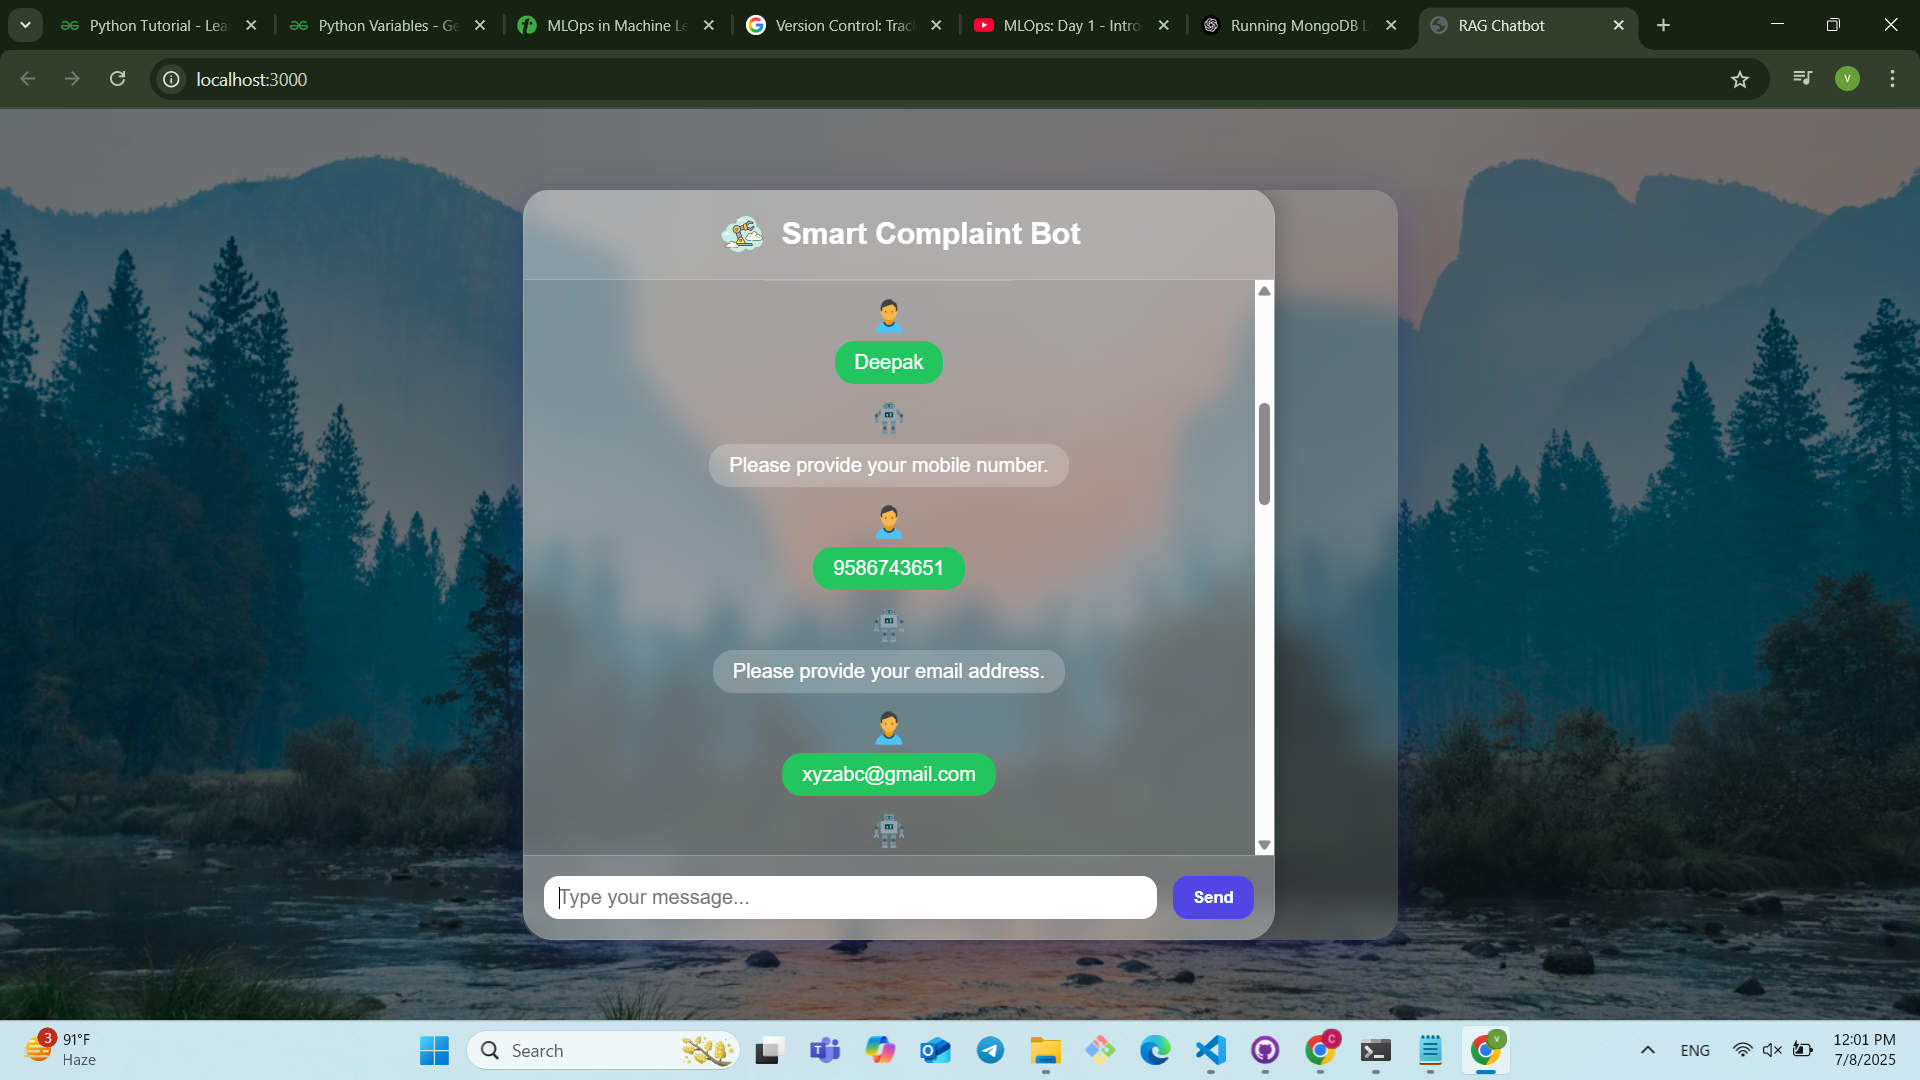 Python Tutorial - Lea
Python Variables - Ge
MLOps in Machine Le
Version Control: Trac
MLOps: Day 1 - Intro
Running MongoDB L
RAG Chatbot
localhost:3000
V
Smart Complaint Bot
Deepak
Please provide your mobile number.
9586743651
Please provide your email address.
xyzabc@gmail.com
Type your message...
Send
3
91°F
Haze
Search
C
V
ENG
12:01 PM
7/8/2025